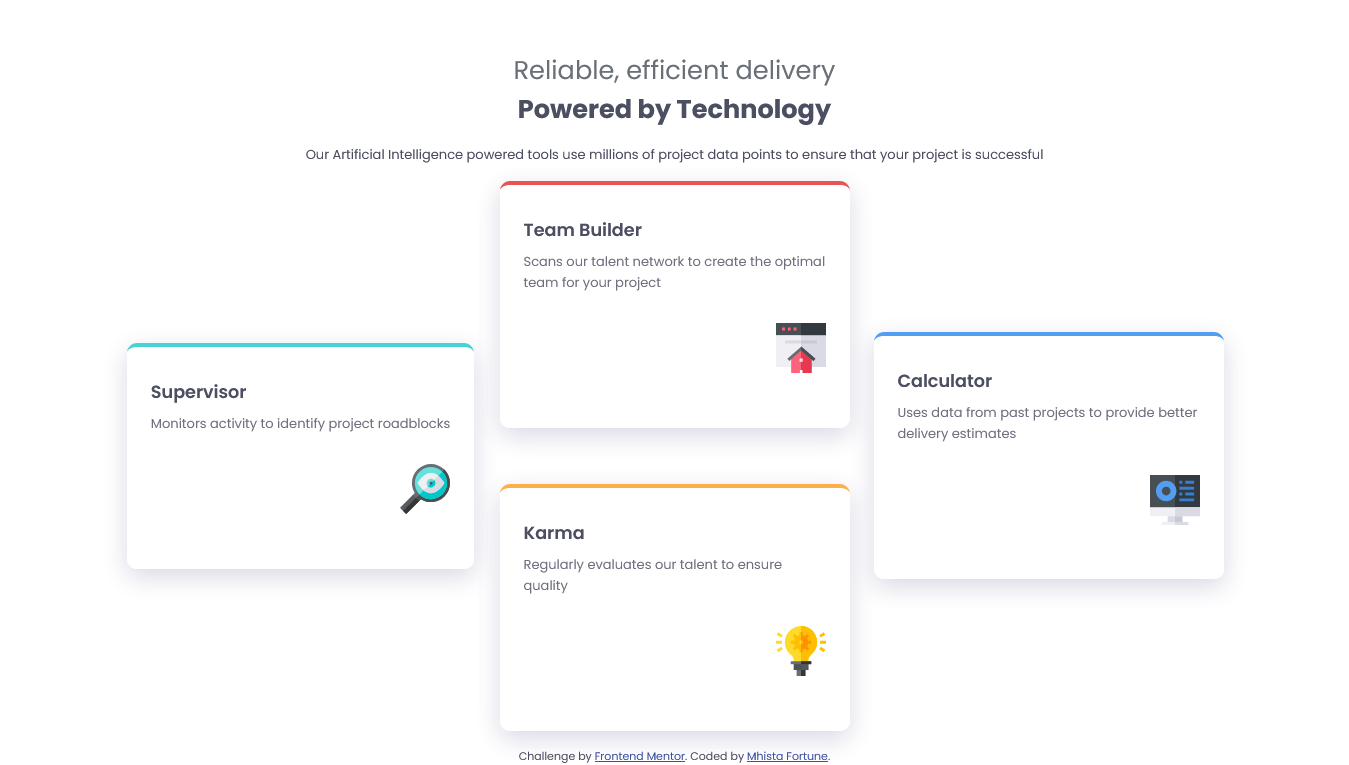 Reliable, efficient delivery
Powered by Technology
Our Artificial Intelligence powered tools use millions of project data points to ensure that your project is successful
Supervisor
Monitors activity to identify project roadblocks
Team Builder
Scans our talent network to create the optimal
team for your project
Karma
Regularly evaluates our talent to ensure
quality
Calculator
Uses data from past projects to provide better
delivery estimates
Challenge by Frontend Mentor. Coded by Mhista Fortune.